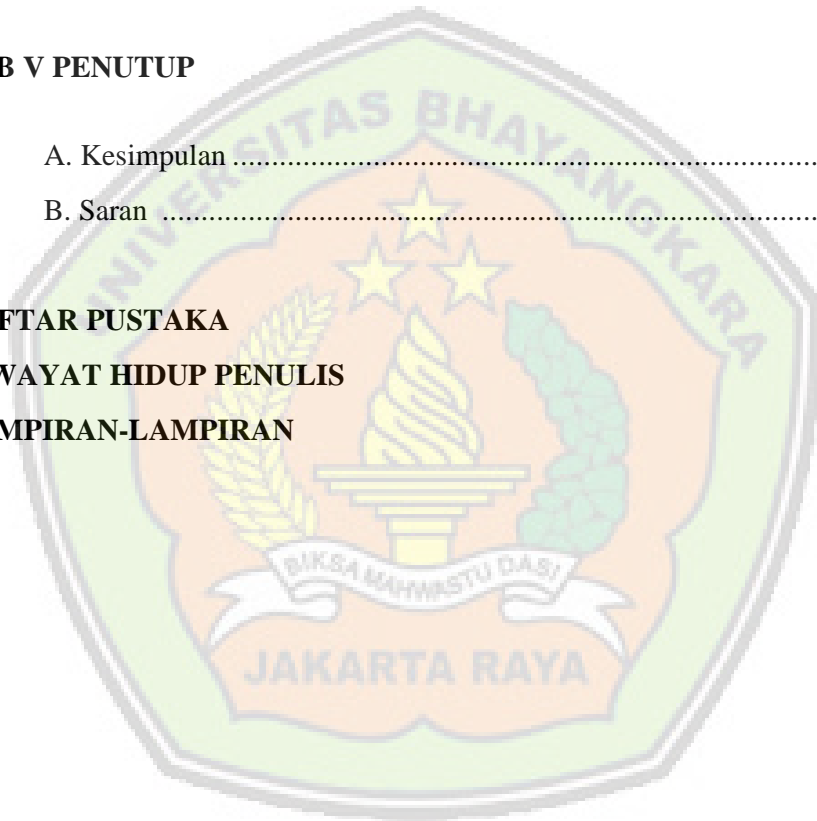 B V PENUTUP
A. Kesimpulan ................................................................................
B. Saran ................................................................................
FTAR PUSTAKA
WAYAT HIDUP PENULIS
MPIRAN-LAMPIRAN
UNIVERSITAS BHAYANGKARA
BIKSA MAHWASTU DASI
JAKARTA RAYA